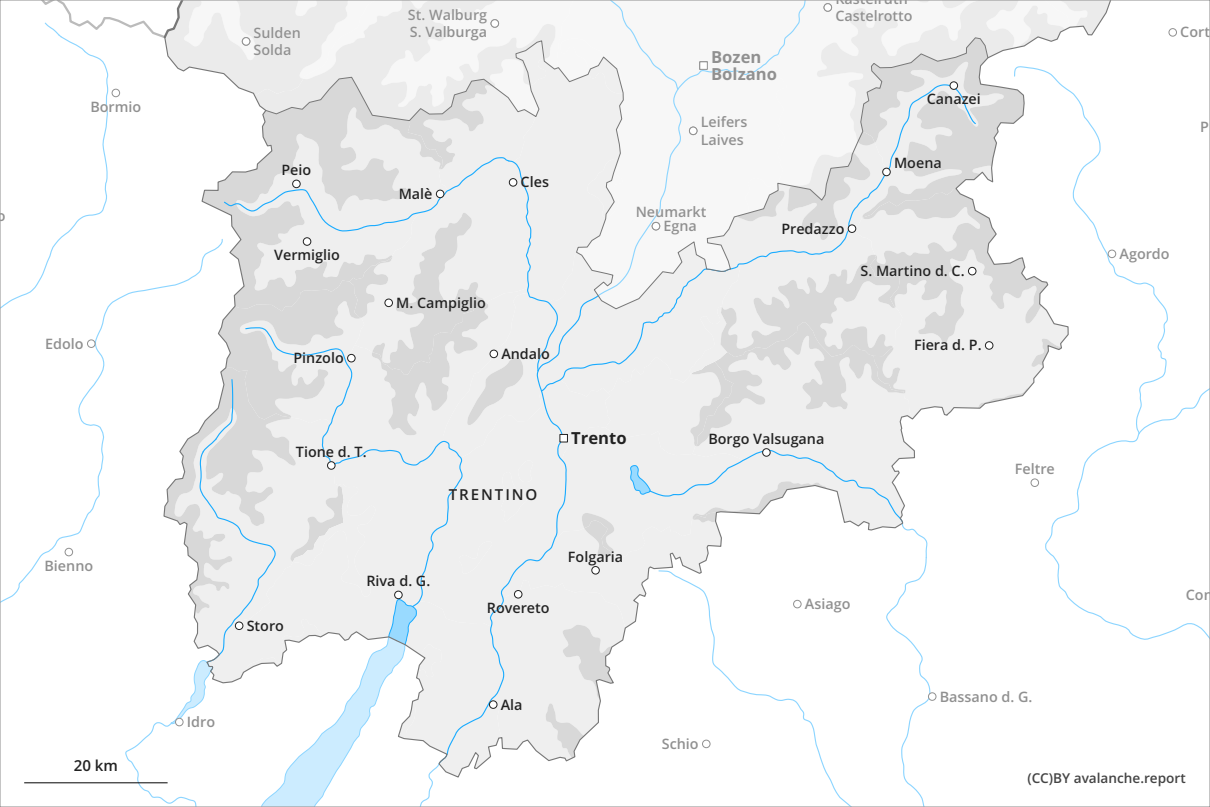 Kastelruth
Castelrotto
St. Walburg
S. Valburga
Sulden
Solda
Cort
Bozen
Bolzano
Bormio
Canazei
Leifers
Laives
P
Moena
Peio
Malè
Cles
Neumarkt
Egna
Predazzo
Vermiglio
Agordo
S. Martino d. C.
M. Campiglio
Edolo
Pinzolo
Andalo
Fiera d. P.
Trento
Borgo Valsugana
Tione d. T.
Feltre
TRENTINO
Bienno
Folgaria
Riva d. G.
Cor
Rovereto
Asiago
Storo
Bassano d. G.
Ala
Idro
Schio
20 km
(CC)BY avalanche.report